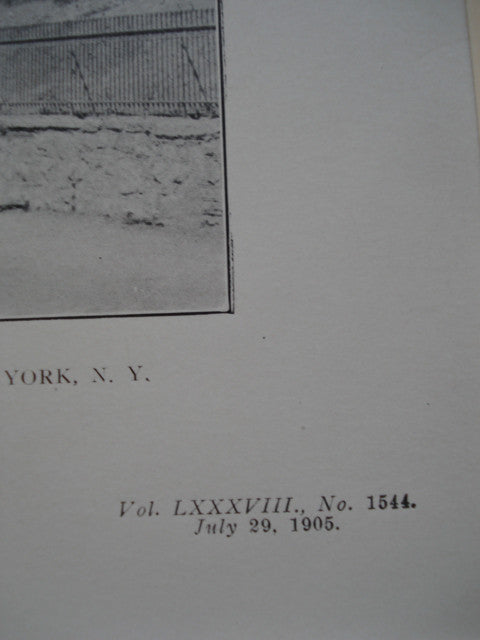 YORK, N. Y.
Vol. LXXXVIII., No. 1544.
July 29, 1905.